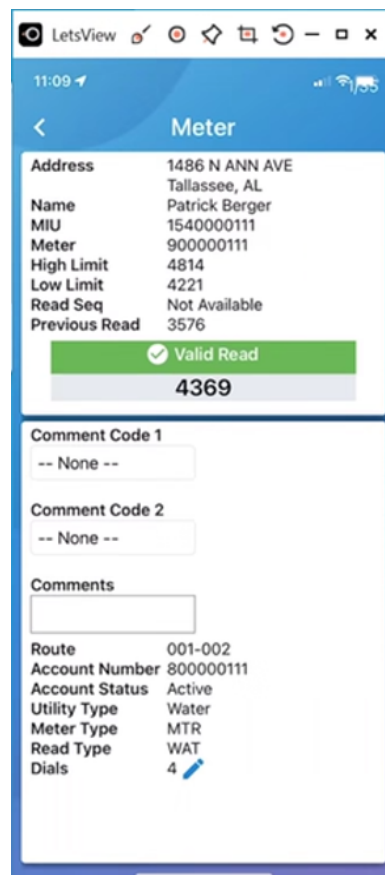 LetsView
11:09
1/35
Meter
Address 1486 N ANN AVE
Tallassee, AL
Name Patrick Berger
MIU 1540000111
Meter 900000111
High Limit 4814
Low Limit 4221
Read Seq Not Available
Previous Read 3576
Valid Read
4369
Comment Code 1
-- None --
Comment Code 2
-- None --
Comments
Route 001-002
Account Number 800000111
Account Status Active
Utility Type Water
Meter Type MTR
Read Type WAT
Dials 4